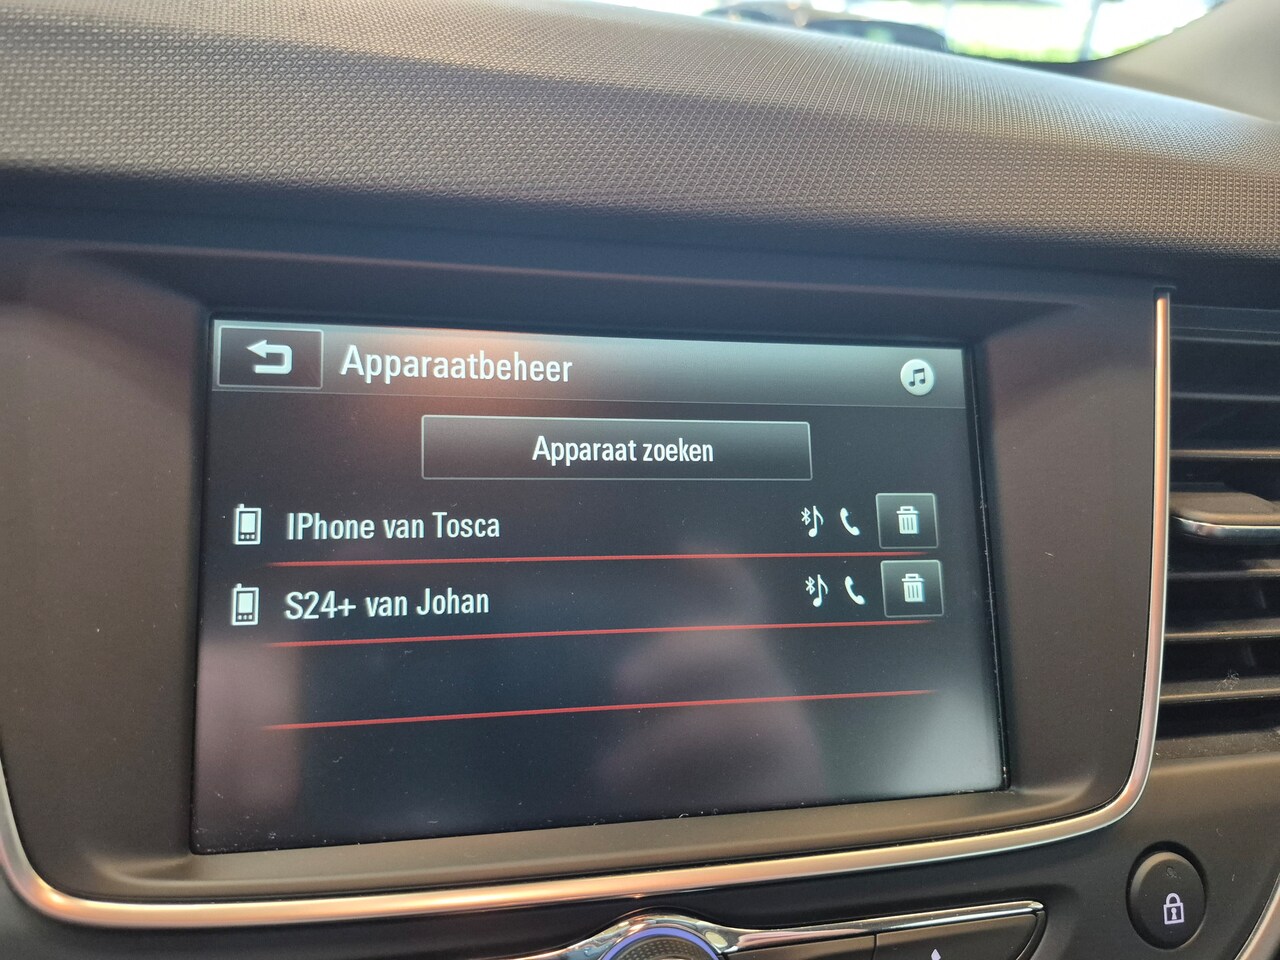 Apparaatbeheer
Apparaat zoeken
IPhone van Tosca
S24+ van Johan